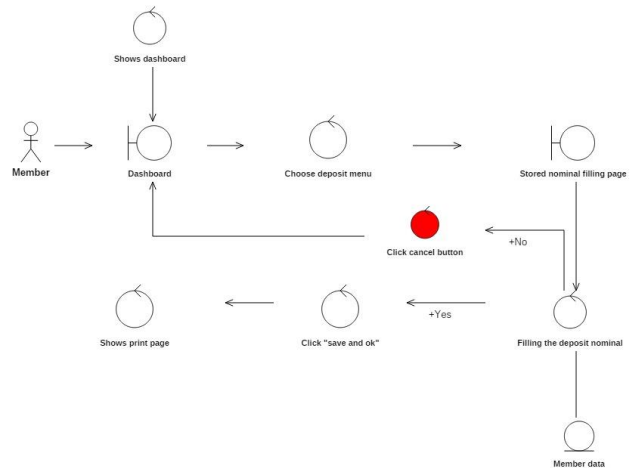 Shows dashboard
Member
Dashboard
Choose deposit menu
Stored nominal filling page
Click cancel button
+No
Shows print page
Click "save and ok"
+Yes
Filling the deposit nominal
Member data